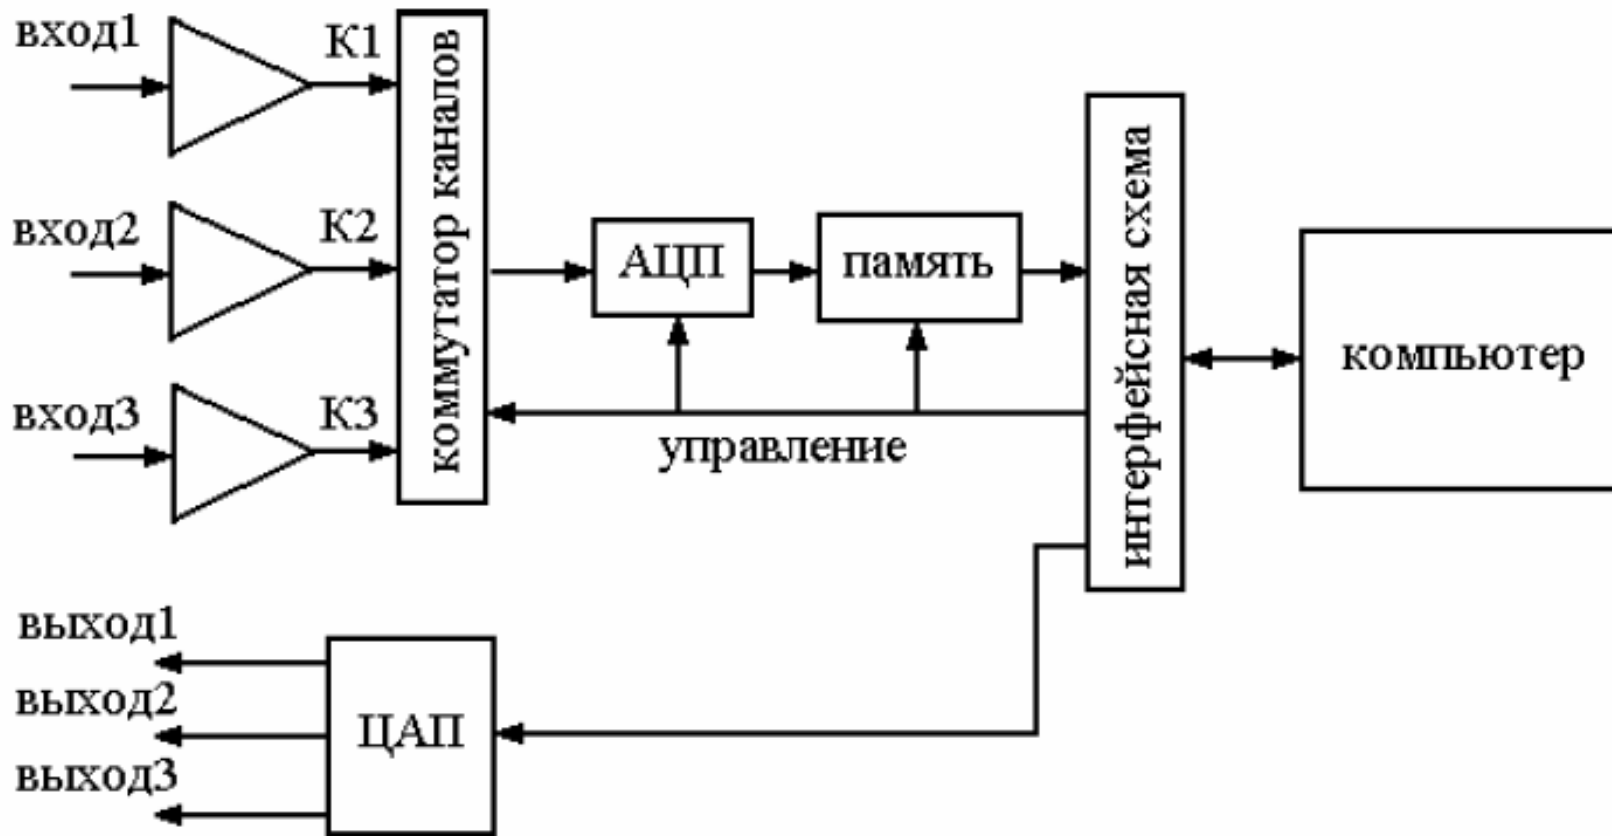 вход1
К1
вход2
К2
вход3
К3
коммутатор каналов
АЦП
память
управление
интерфейсная схема
компьютер
выход1
выход2
выход3
ЦАП